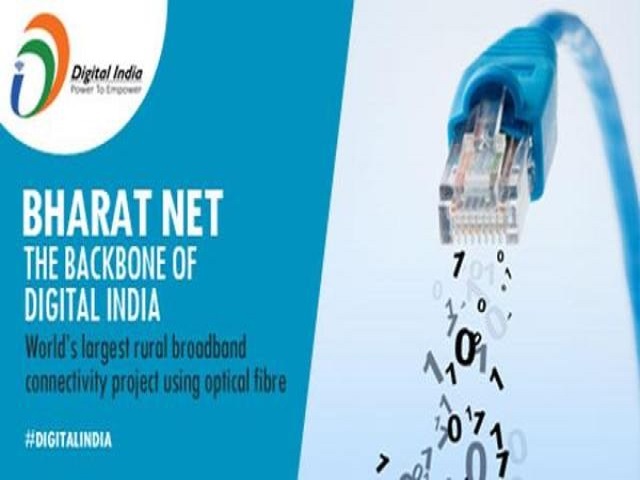 Digital India
Power To Empower
BHARAT NET
THE BACKBONE OF
DIGITAL INDIA
World's largest rural broadband
connectivity project using optical fibre
#DIGITALINDIA